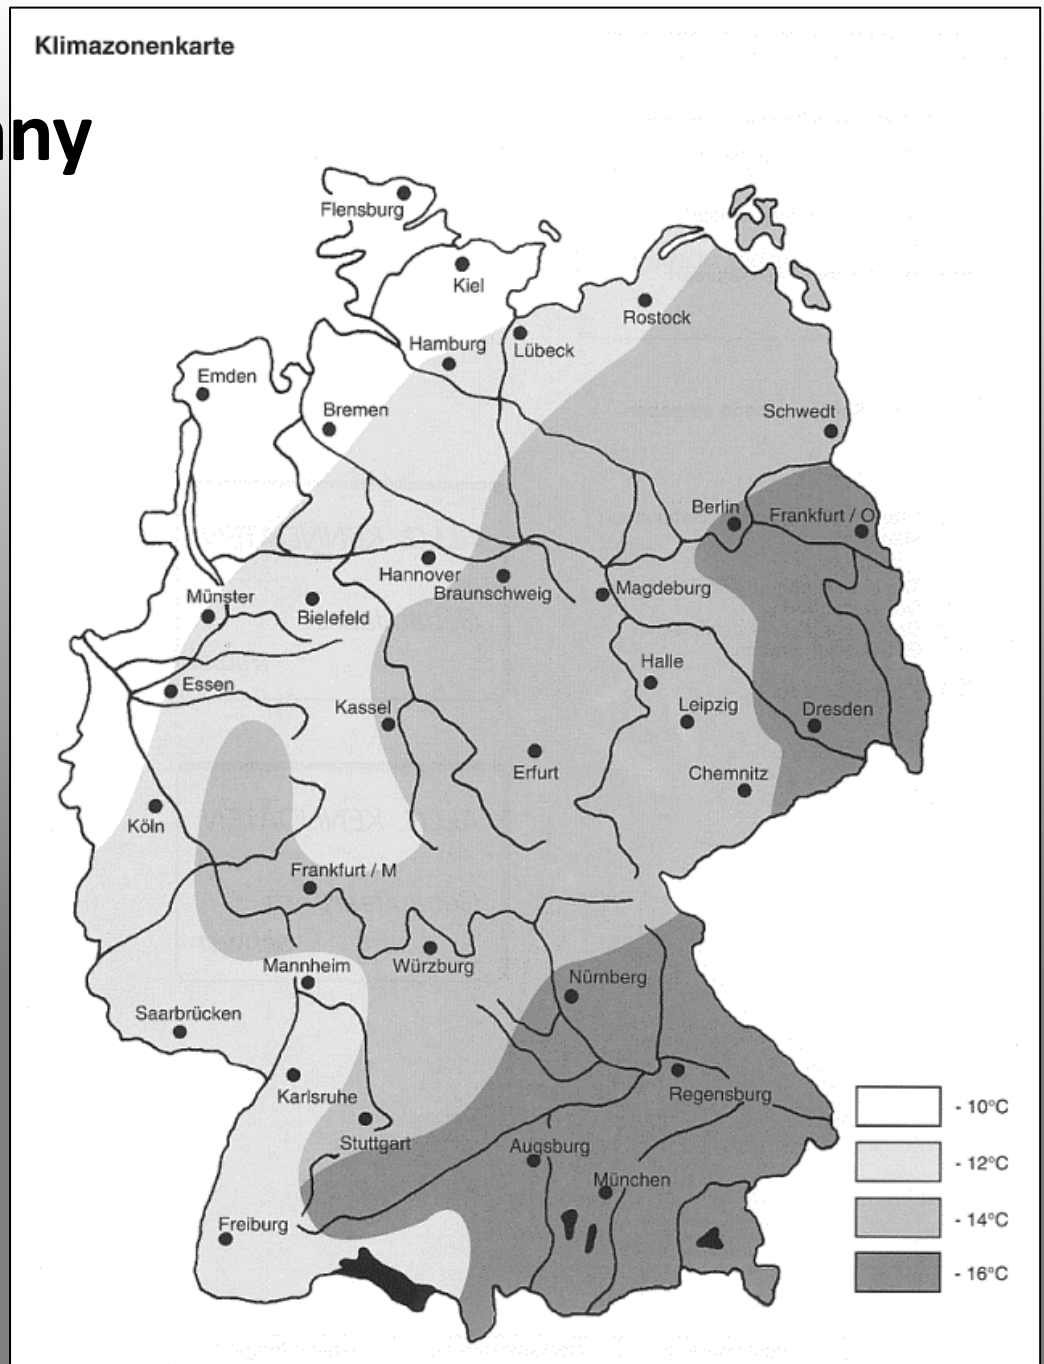 Klimazonenkarte
ny
Flensburg
Kiel
Rostock
Hamburg
Lübeck
Emden
Bremen
Schwedt
Berlin
Frankfurt / O
Hannover
Braunschweig
Magdeburg
Münster
Bielefeld
Halle
Essen
Leipzig
Kassel
Dresden
Erfurt
Chemnitz
Köln
Frankfurt / M
Mannheim
Würzburg
Nürnberg
Saarbrücken
Karlsruhe
Regensburg
Stuttgart
Augsburg
München
Freiburg
- 10°C
- 12°C
- 14°C
- 16°C